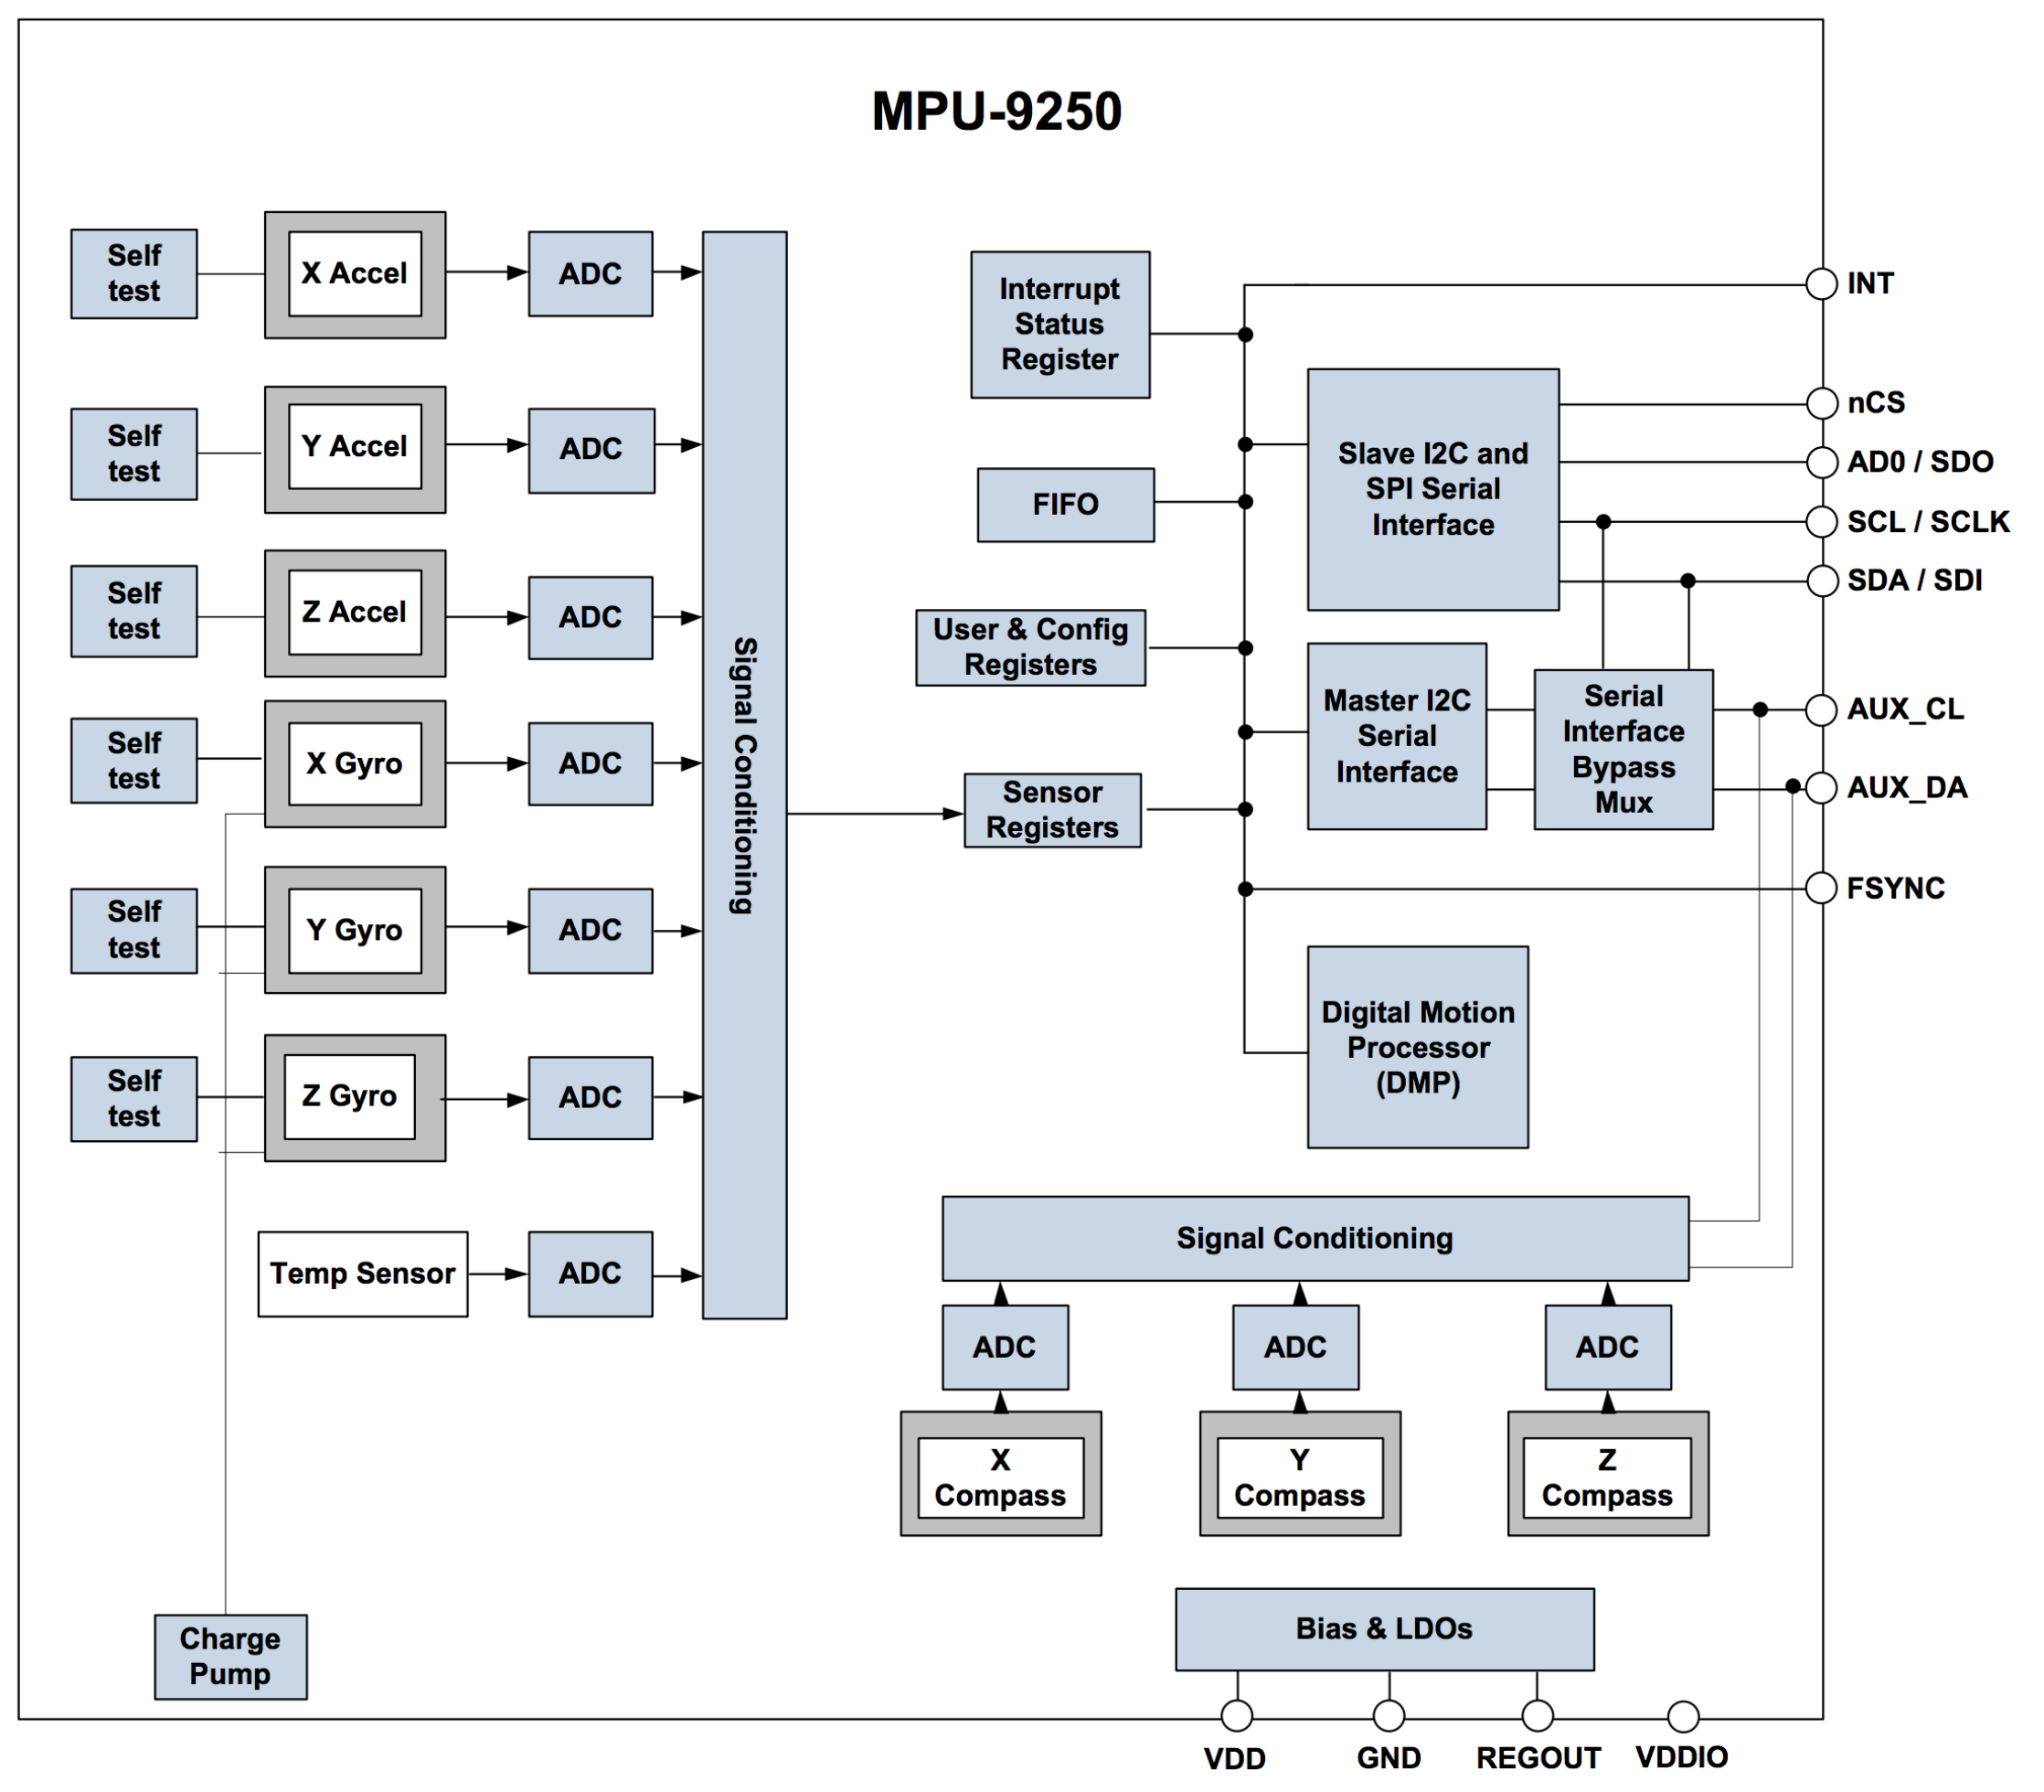 MPU-9250
Self
test
X Accel
ADC
Self
test
Y Accel
ADC
Self
test
Z Accel
ADC
Self
test
X Gyro
ADC
Self
test
Y Gyro
ADC
Self
test
Z Gyro
ADC
Temp Sensor
ADC
Signal Conditioning
Charge
Pump
Interrupt
Status
Register
FIFO
User & Config
Registers
Sensor
Registers
Slave I2C and
SPI Serial
Interface
Master I2C
Serial
Interface
Serial
Interface
Bypass
Mux
Digital Motion
Processor
(DMP)
INT
nCS
AD0 / SDO
SCL / SCLK
SDA / SDI
AUX_CL
AUX_DA
FSYNC
Signal Conditioning
ADC
ADC
ADC
X
Compass
Y
Compass
Z
Compass
Bias & LDOs
VDD
GND
REGOUT
VDDIO